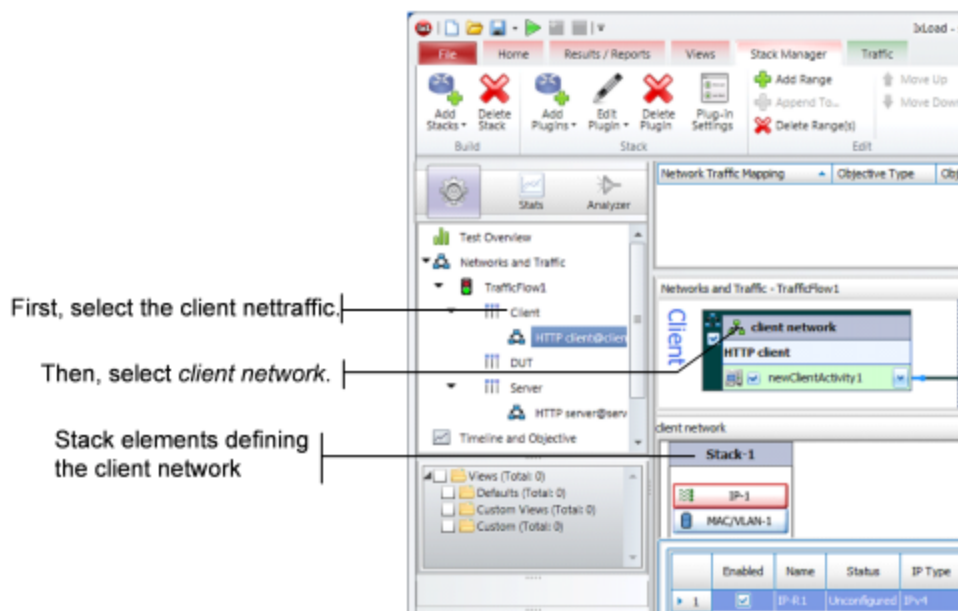 IxLoad -
File Home Results / Reports Views Stack Manager Traffic
Add Stacks Delete Stack Add Plugins Edit Plugin Delete Plugin Plug-in Settings
Add Range
Append To...
Delete Range(s)
Move Up
Move Down
Build Stack Edit
Stats Analyzer
Network Traffic Mapping Objective Type
Test Overview
Networks and Traffic
TrafficFlow1
Client
HTTP client@clien
DUT
Server
HTTP server@serv
Timeline and Objective
First, select the client nettraffic.
Then, select client network.
Stack elements defining
the client network
Networks and Traffic - TrafficFlow1
Client
client network
HTTP client
newClientActivity1
client network
Stack-1
IP-1
MAC/VLAN-1
Views (Total: 0)
Defaults (Total: 0)
Custom Views (Total: 0)
Custom (Total: 0)
Enabled Name Status IP Type
1 IP-R1 Unconfigured IPv4